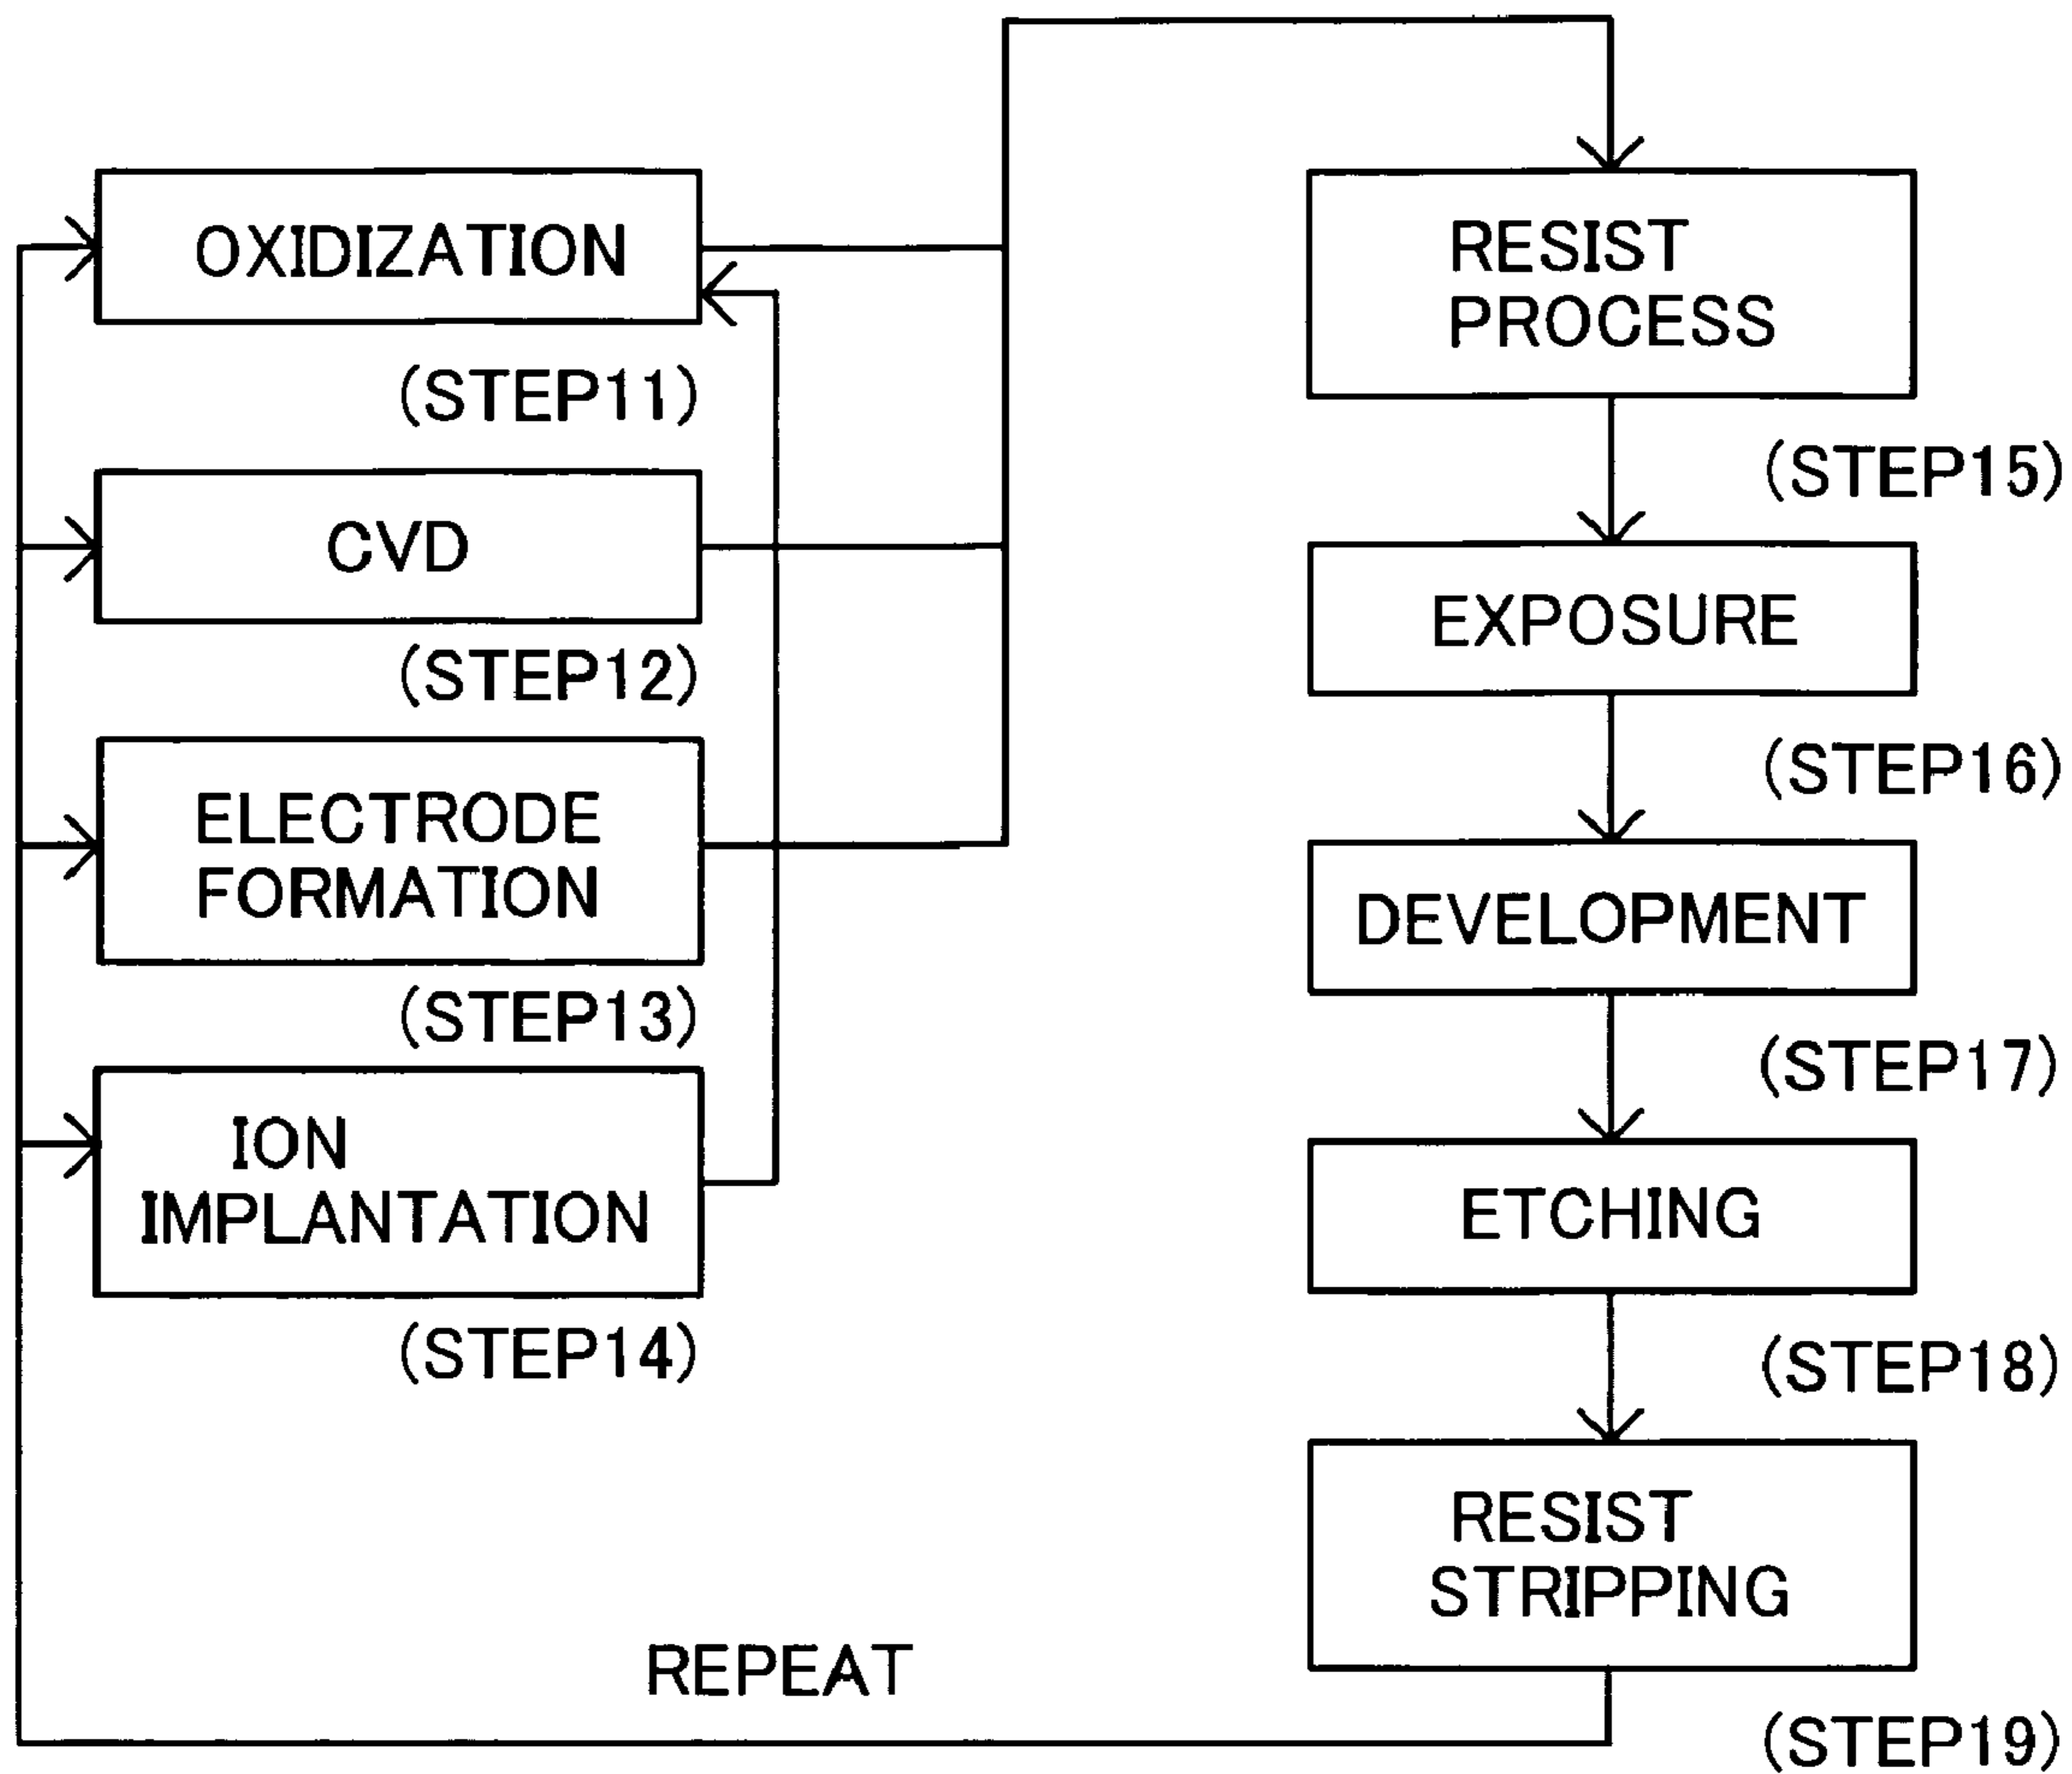 OXIDIZATION
(STEP11)
CVD
(STEP12)
ELECTRODE
FORMATION
(STEP13)
ION
IMPLANTATION
(STEP14)
RESIST
PROCESS
(STEP15)
EXPOSURE
(STEP16)
DEVELOPMENT
(STEP17)
ETCHING
(STEP18)
RESIST
STRIPPING
(STEP19)
REPEAT